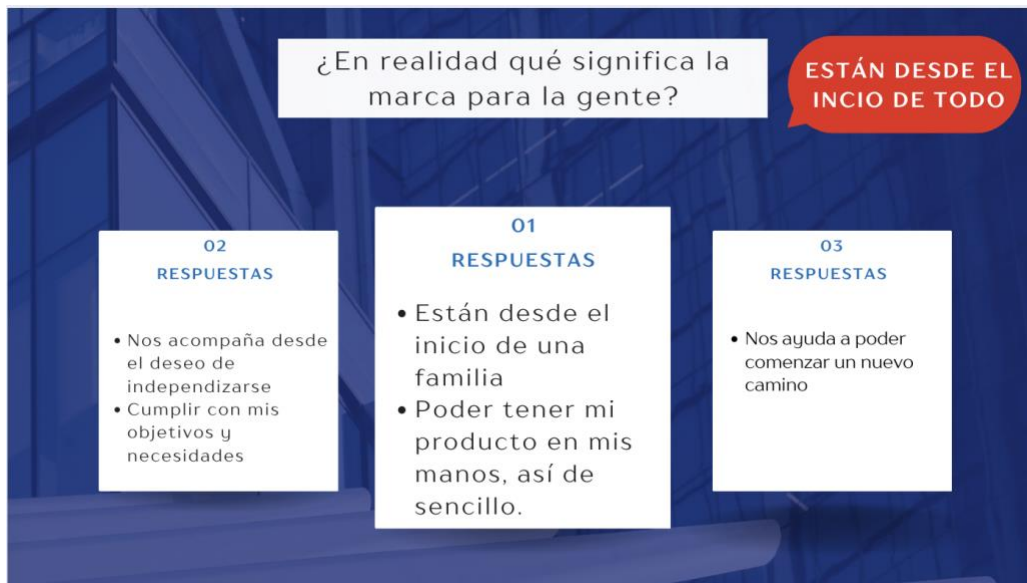 ¿En realidad qué significa la
marca para la gente?
ESTÁN DESDE EL
INCIO DE TODO
02
RESPUESTAS
• Nos acompaña desde
el deseo de
independizarse
• Cumplir con mis
objetivos y
necesidades
01
RESPUESTAS
• Están desde el
inicio de una
familia
• Poder tener mi
producto en mis
manos, así de
sencillo.
03
RESPUESTAS
• Nos ayuda a poder
comenzar un nuevo
camino